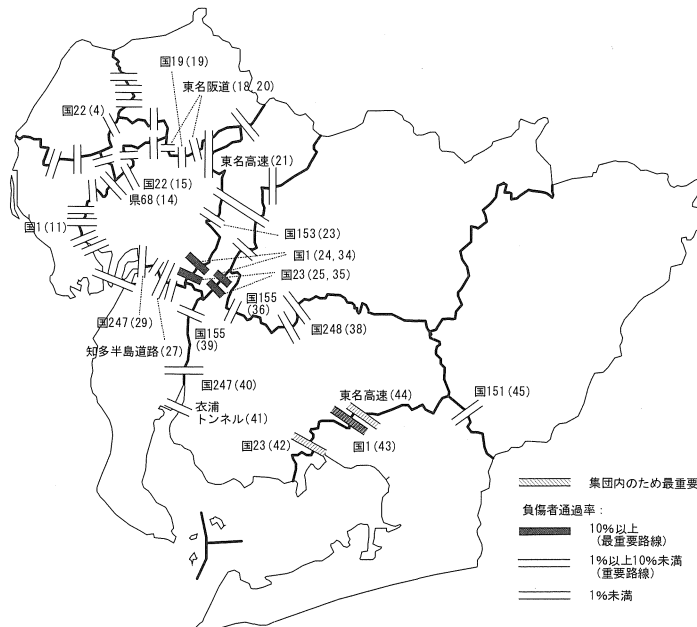 国19(19)
東名阪道(18, 20)
国22(4)
東名高速(21)
国22(15)
県68(14)
国1(11)
国153(23)
国1(24, 34)
国23(25, 35)
国155
(36)
国247(29)
国155
(39)
国248(38)
知多半島道路(27)
国247(40)
衣浦
トンネル(41)
東名高速(44)
国151(45)
国23(42)
国1(43)
集団内のため最重要
負傷者通過率：
10%以上
(最重要路線)
1%以上10%未満
(重要路線)
1%未満